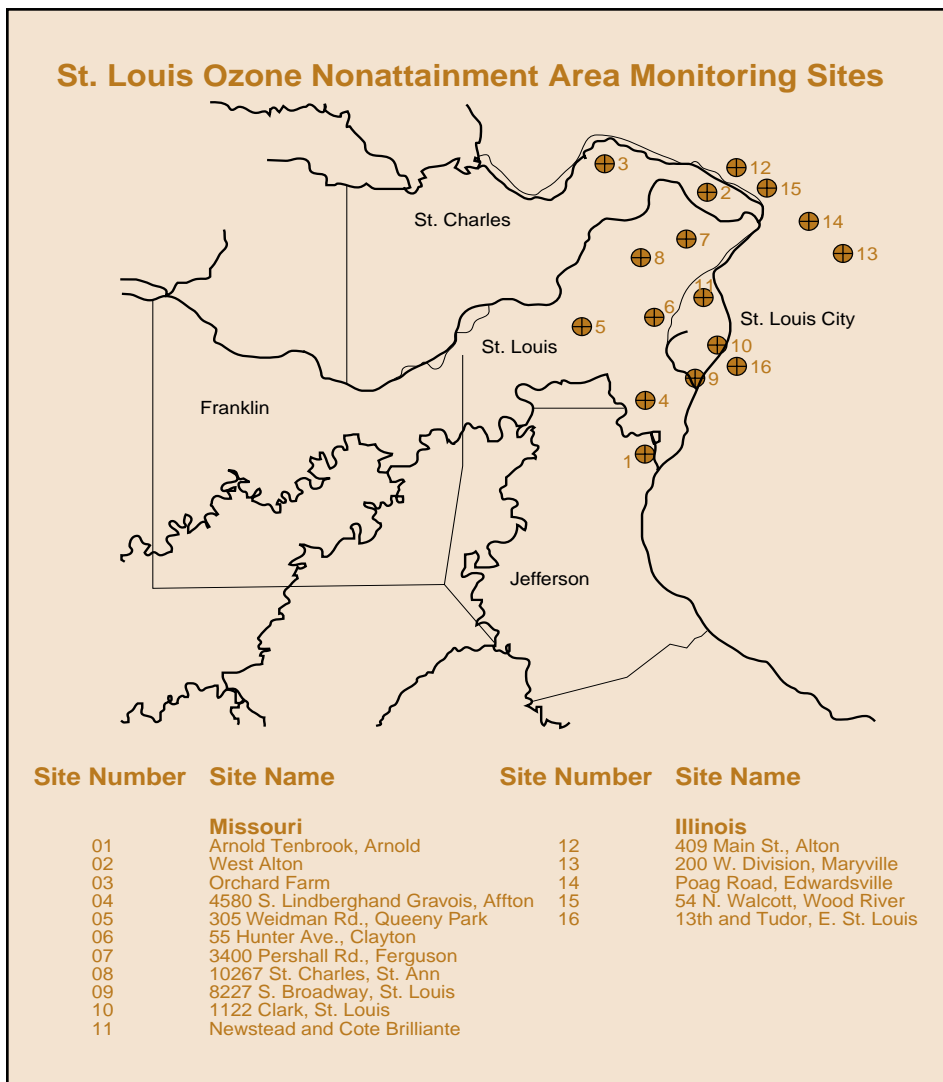 St. Louis Ozone Nonattainment Area Monitoring Sites
3
12
2
15
St. Charles
14
7
13
8
11
6
St. Louis City
5
St. Louis
10
16
9
Franklin
4
1
Jefferson
Site Number Site Name Site Number Site Name
Missouri Illinois
01 Arnold Tenbrook, Arnold 12 409 Main St., Alton
02 West Alton 13 200 W. Division, Maryville
03 Orchard Farm 14 Poag Road, Edwardsville
04 4580 S. Lindberghand Gravois, Affton 15 54 N. Walcott, Wood River
05 305 Weidman Rd., Queeny Park 16 13th and Tudor, E. St. Louis
06 55 Hunter Ave., Clayton
07 3400 Pershall Rd., Ferguson
08 10267 St. Charles, St. Ann
09 8227 S. Broadway, St. Louis
10 1122 Clark, St. Louis
11 Newstead and Cote Brilliante